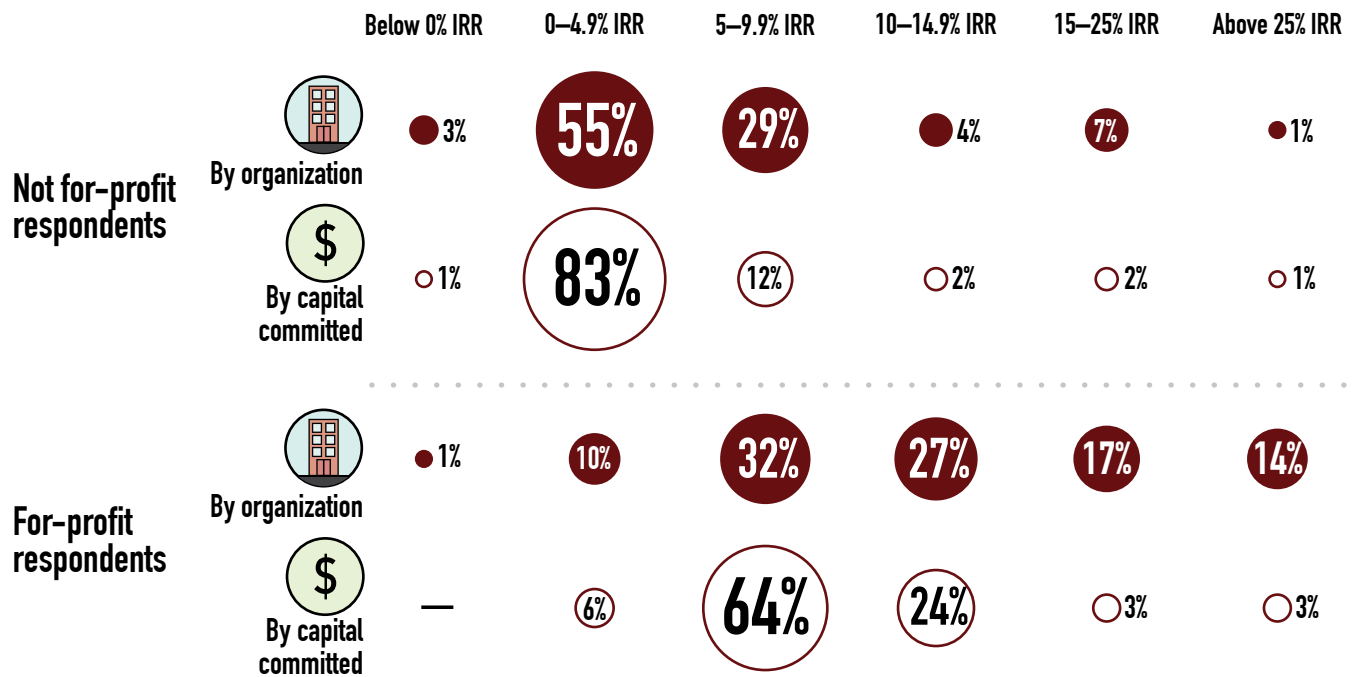 Below 0% IRR 0–4.9% IRR 5–9.9% IRR 10–14.9% IRR 15–25% IRR Above 25% IRR
Not for-profit
respondents
By organization
3% 55% 29% 4% 7% 1%
$
By capital
committed
1% 83% 12% 2% 2% 1%
For-profit
respondents
By organization
1% 10% 32% 27% 17% 14%
$
By capital
committed
— 6% 64% 24% 3% 3%